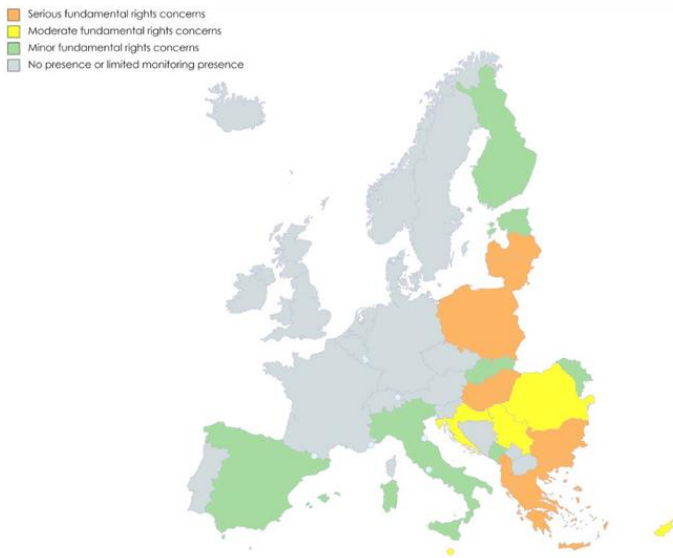 Serious fundamental rights concerns
Moderate fundamental rights concerns
Minor fundamental rights concerns
No presence or limited monitoring presence